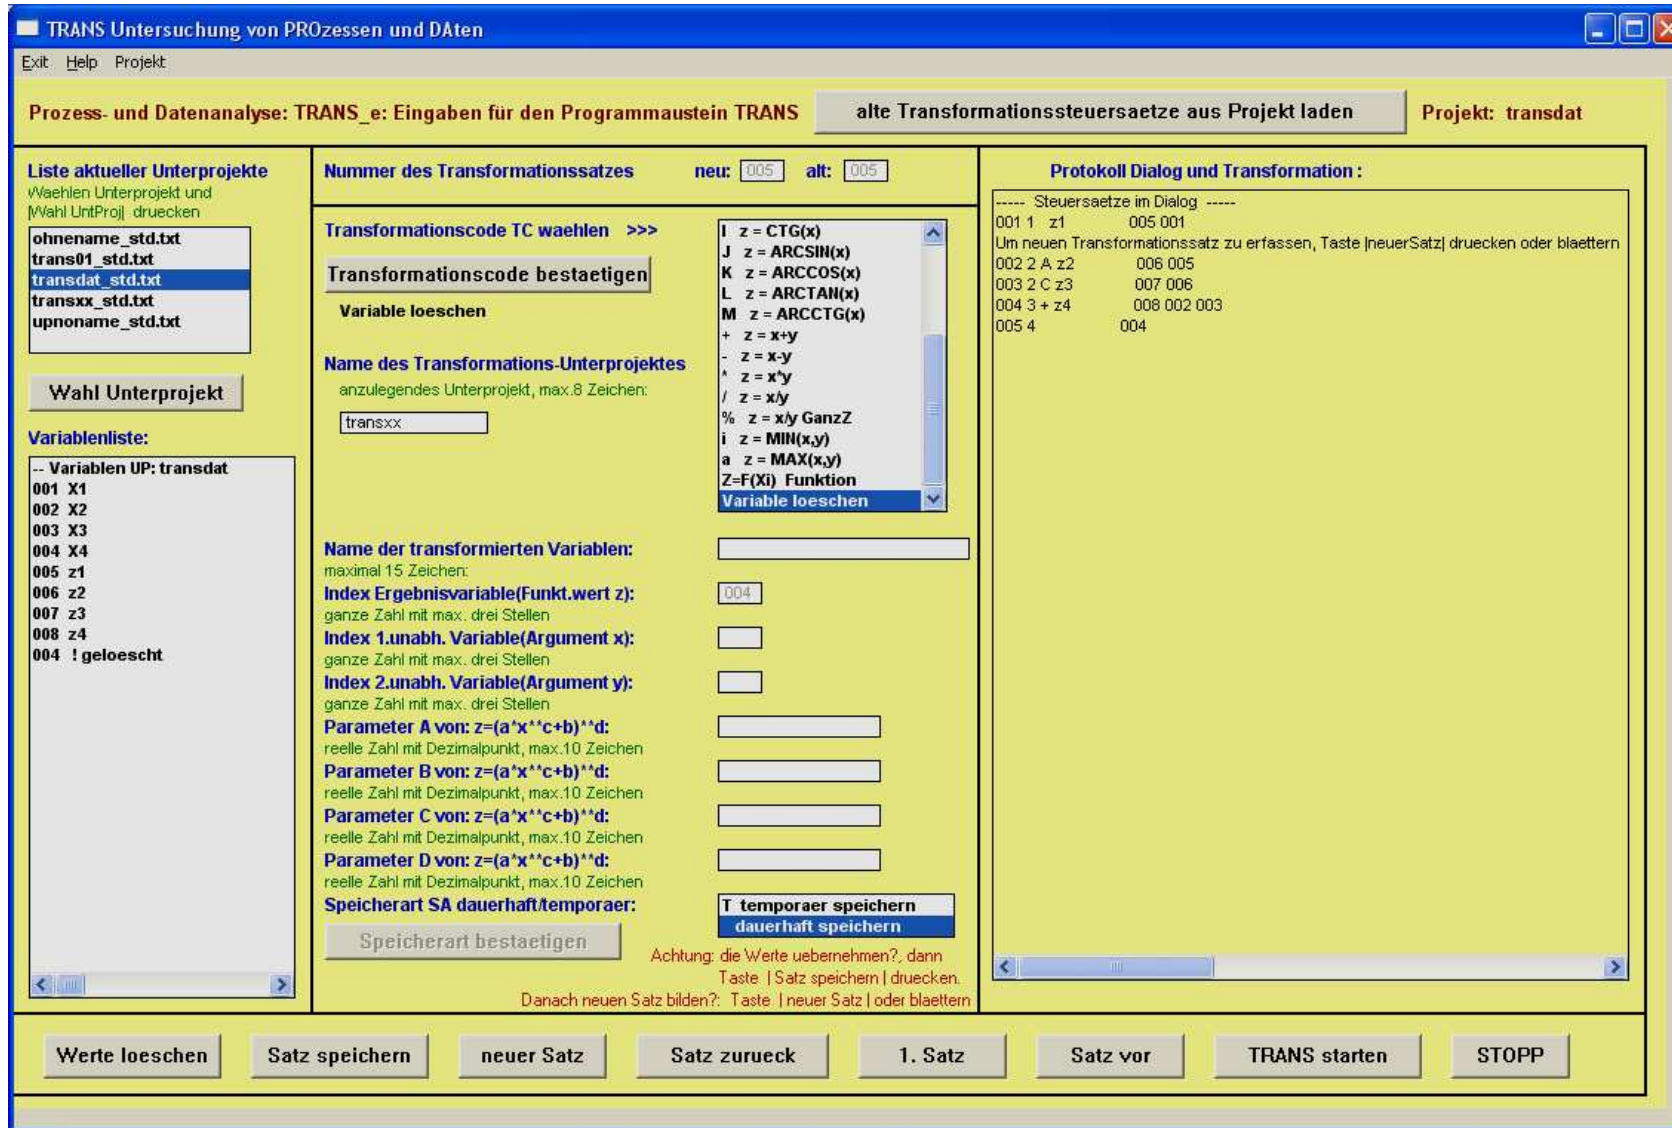 TRANS Untersuchung von PROzessen und DAten
Exit Help Projekt
Prozess- und Datenanalyse: TRANS_e: Eingaben für den Programmaustein TRANS
alte Transformationssteuersaetze aus Projekt laden
Projekt: transdat
Liste aktueller Unterprojekte
Waehlen Unterprojekt und
|Wahl UntProj| druecken
ohnename_std.txt
trans01_std.txt
transdat_std.txt
transxx_std.txt
upnoname_std.txt
Wahl Unterprojekt
Variablenliste:
-- Variablen UP: transdat
001 X1
002 X2
003 X3
004 X4
005 z1
006 z2
007 z3
008 z4
004 ! geloescht
Nummer des Transformationssatzes neu: 005 alt: 005
Transformationscode TC waehlen >>>
Transformationscode bestaetigen
Variable loeschen
Name des Transformations-Unterprojektes
anzulegendes Unterprojekt, max.8 Zeichen:
transxx
I z = CTG(x)
J z = ARCSIN(x)
K z = ARCCOS(x)
L z = ARCTAN(x)
M z = ARCCTG(x)
+ z = x+y
- z = x-y
* z = x*y
/ z = x/y
% z = x/y GanzZ
i z = MIN(x,y)
a z = MAX(x,y)
Z=F(Xi) Funktion
Variable loeschen
Name der transformierten Variablen:
maximal 15 Zeichen:
Index Ergebnisvariable(Funkt.wert z): 004
ganze Zahl mit max. drei Stellen
Index 1.unabh. Variable(Argument x):
ganze Zahl mit max. drei Stellen
Index 2.unabh. Variable(Argument y):
ganze Zahl mit max. drei Stellen
Parameter A von: z=(a*x**c+b)**d:
reelle Zahl mit Dezimalpunkt, max.10 Zeichen
Parameter B von: z=(a*x**c+b)**d:
reelle Zahl mit Dezimalpunkt, max.10 Zeichen
Parameter C von: z=(a*x**c+b)**d:
reelle Zahl mit Dezimalpunkt, max.10 Zeichen
Parameter D von: z=(a*x**c+b)**d:
reelle Zahl mit Dezimalpunkt, max.10 Zeichen
Speicherart SA dauerhaft/temporaer:
T temporaer speichern
dauerhaft speichern
Speicherart bestaetigen
Achtung: die Werte uebernehmen?, dann
Taste | Satz speichern | druecken.
Danach neuen Satz bilden?: Taste | neuer Satz | oder blaettern
Protokoll Dialog und Transformation :
----- Steuersaetze im Dialog -----
001 1 z1 005 001
Um neuen Transformationssatz zu erfassen, Taste |neuerSatz| druecken oder blaettern
002 2 A z2 006 005
003 2 C z3 007 006
004 3 + z4 008 002 003
005 4 004
Werte loeschen
Satz speichern
neuer Satz
Satz zurueck
1. Satz
Satz vor
TRANS starten
STOPP